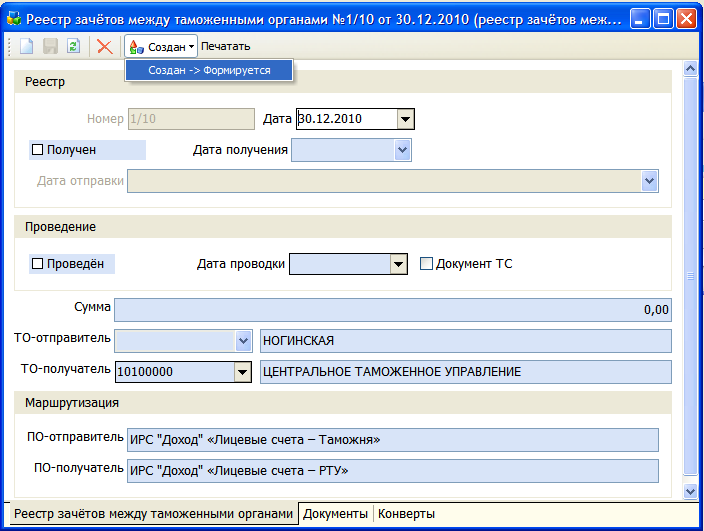 Реестр зачётов между таможенными органами №1/10 от 30.12.2010 (реестр зачётов меж...
Создан Печатать
Создан -> Формируется
Реестр
Номер 1/10 Дата 30.12.2010
Получен Дата получения
Дата отправки
Проведение
Проведён Дата проводки Документ ТС
Сумма 0,00
ТО-отправитель НОГИНСКАЯ
ТО-получатель 10100000 ЦЕНТРАЛЬНОЕ ТАМОЖЕННОЕ УПРАВЛЕНИЕ
Маршрутизация
ПО-отправитель ИРС "Доход" «Лицевые счета – Таможня»
ПО-получатель ИРС "Доход" «Лицевые счета – РТУ»
Реестр зачётов между таможенными органами Документы Конверты